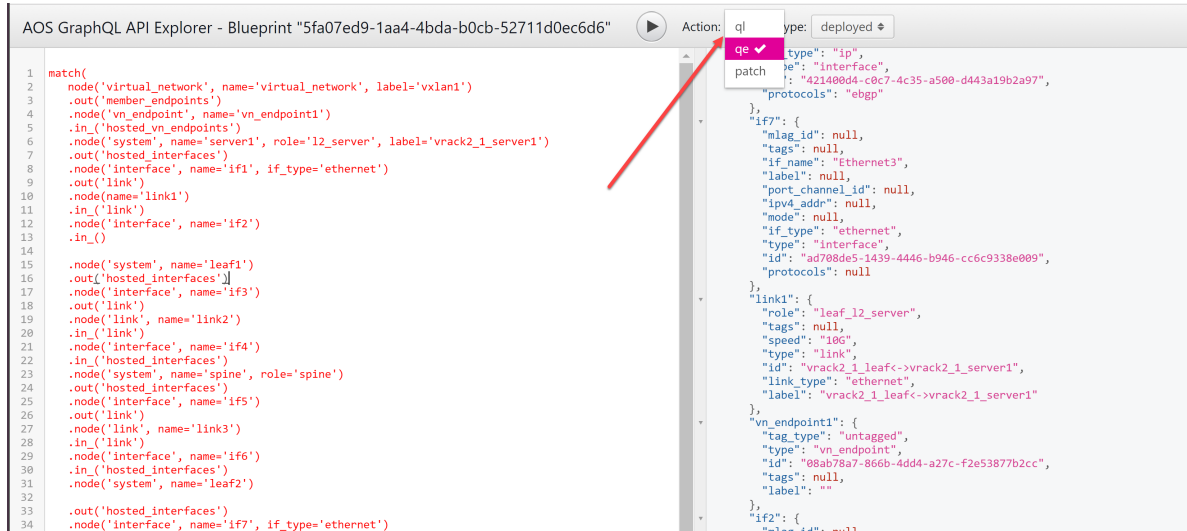 AOS GraphQL API Explorer - Blueprint "5fa07ed9-1aa4-4bda-b0cb-52711d0ec6d6" Action: ql ype: deployed
qe ✔
patch
1 match(
2 node('virtual_network', name='virtual_network', label='vxlan1')
3 .out('member_endpoints')
4 .node('vn_endpoint', name='vn_endpoint1')
5 .in_('hosted_vn_endpoints')
6 .node('system', name='server1', role='l2_server', label='vrack2_1_server1')
7 .out('hosted_interfaces')
8 .node('interface', name='if1', if_type='ethernet')
9 .out('link')
10 .node(name='link1')
11 .in_('link')
12 .node('interface', name='if2')
13 .in_()
14
15 .node('system', name='leaf1')
16 .out('hosted_interfaces')
17 .node('interface', name='if3')
18 .out('link')
19 .node('link', name='link2')
20 .in_('link')
21 .node('interface', name='if4')
22 .in_('hosted_interfaces')
23 .node('system', name='spine', role='spine')
24 .out('hosted_interfaces')
25 .node('interface', name='if5')
26 .out('link')
27 .node('link', name='link3')
28 .in_('link')
29 .node('interface', name='if6')
30 .in_('hosted_interfaces')
31 .node('system', name='leaf2')
32
33 .out('hosted_interfaces')
34 .node('interface', name='if7', if_type='ethernet')
_type": "ip",
": "interface",
": "421400d4-c0c7-4c35-a500-d443a19b2a97",
"protocols": "ebgp"
},
"if7": {
"mlag_id": null,
"tags": null,
"if_name": "Ethernet3",
"label": null,
"port_channel_id": null,
"ipv4_addr": null,
"mode": null,
"if_type": "ethernet",
"type": "interface",
"id": "ad708de5-1439-4446-b946-cc6c9338e009",
"protocols": null
},
"link1": {
"role": "leaf_l2_server",
"tags": null,
"speed": "10G",
"type": "link",
"id": "vrack2_1_leaf<->vrack2_1_server1",
"link_type": "ethernet",
"label": "vrack2_1_leaf<->vrack2_1_server1"
},
"vn_endpoint1": {
"tag_type": "untagged",
"type": "vn_endpoint",
"id": "08ab78a7-866b-4dd4-a27c-f2e53877b2cc",
"tags": null,
"label": ""
},
"if2": {